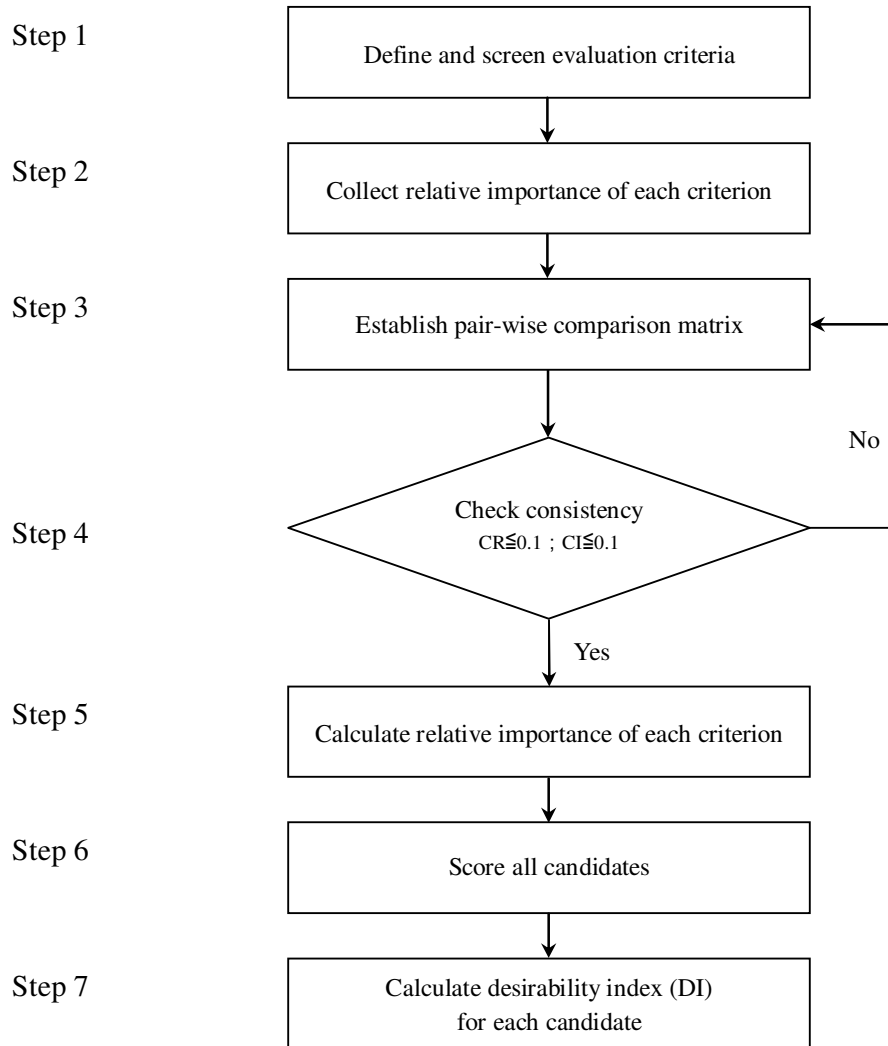 Step 1
Define and screen evaluation criteria
Step 2
Collect relative importance of each criterion
Step 3
Establish pair-wise comparison matrix
No
Step 4
Check consistency
CR≦0.1 ; CI≦0.1
Yes
Step 5
Calculate relative importance of each criterion
Step 6
Score all candidates
Step 7
Calculate desirability index (DI)
for each candidate